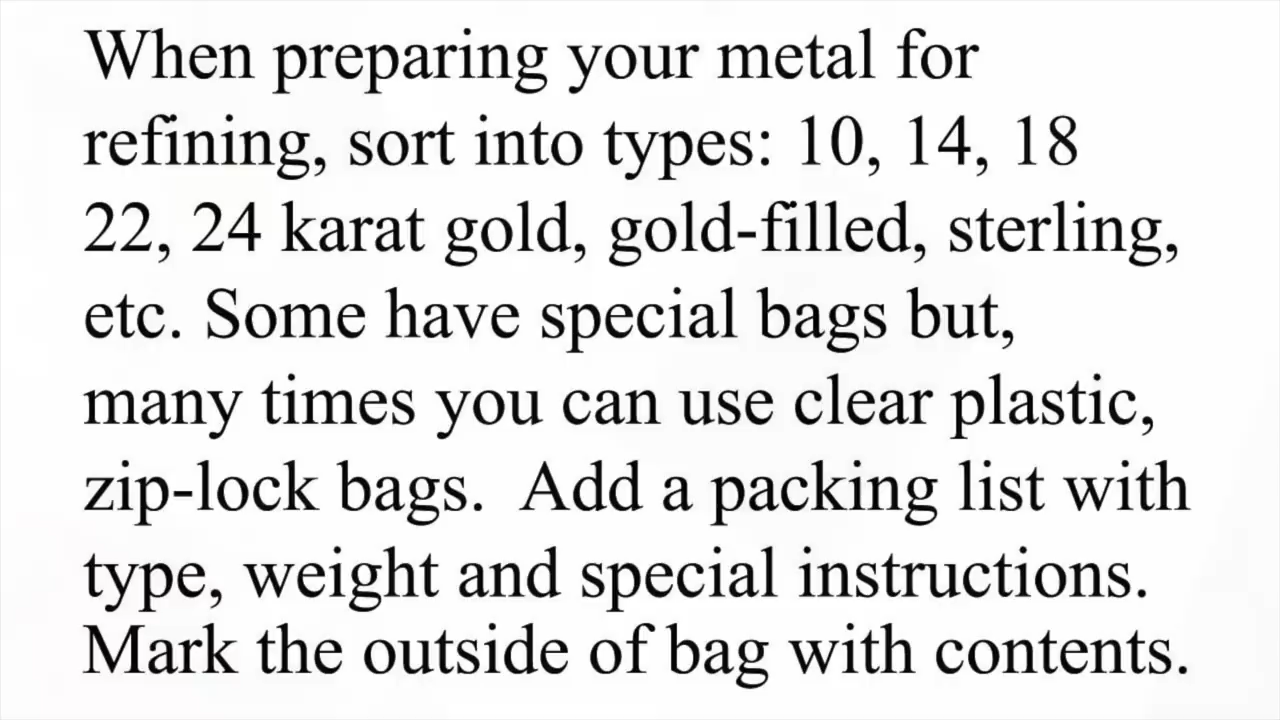 When preparing your metal for
refining, sort into types: 10, 14, 18
22, 24 karat gold, gold-filled, sterling,
etc. Some have special bags but,
many times you can use clear plastic,
zip-lock bags.  Add a packing list with
type, weight and special instructions.
Mark the outside of bag with contents.